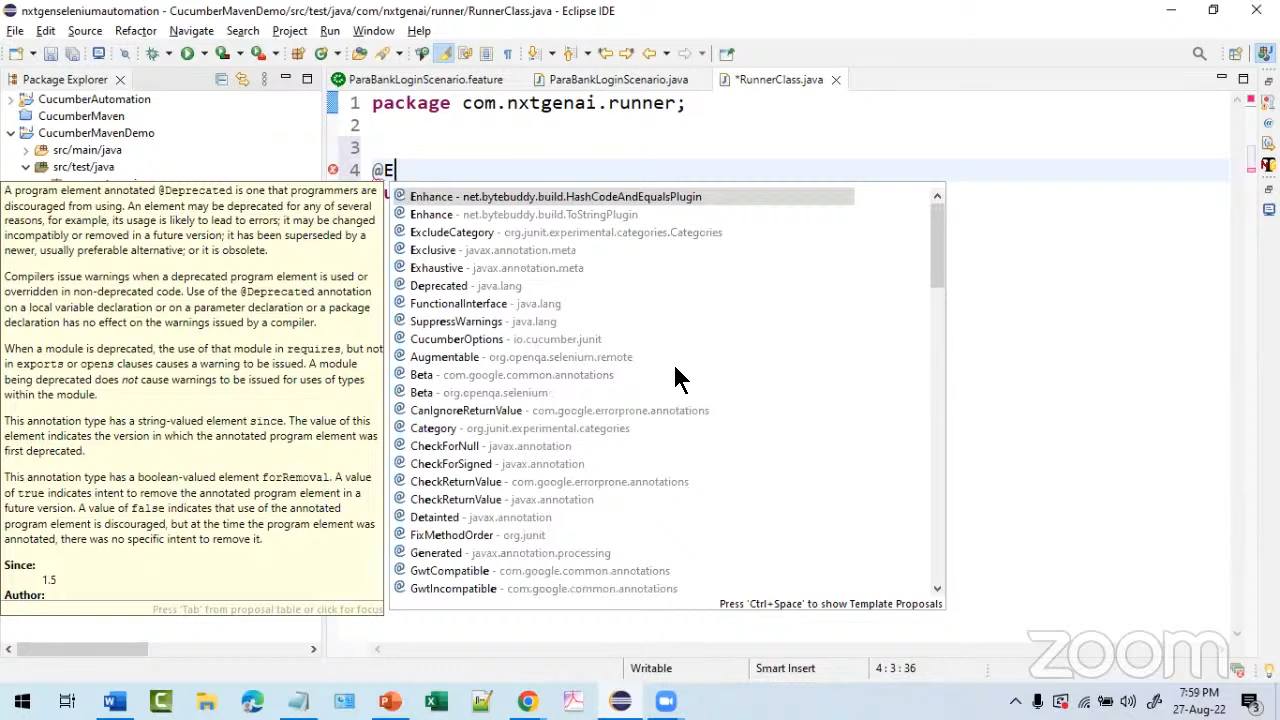 nxtgenseleniumautomation - CucumberMavenDemo/src/test/java/com/nxtgenai/runner/RunnerClass.java - Eclipse IDE
File Edit Source Refactor Navigate Search Project Run Window Help
Package Explorer
ParaBankLoginScenario.feature
ParaBankLoginScenario.java
*RunnerClass.java
CucumberAutomation
CucumberMaven
CucumberMavenDemo
src/main/java
src/test/java
1 package com.nxtgenai.runner;
2
3
4 @E
A program element annotated @Deprecated is one that programmers are
discouraged from using. An element may be deprecated for any of several
reasons, for example, its usage is likely to lead to errors; it may be changed
incompatibly or removed in a future version; it has been superseded by a
newer, usually preferable alternative; or it is obsolete.
Compilers issue warnings when a deprecated program element is used or
overridden in non-deprecated code. Use of the @Deprecated annotation
on a local variable declaration or on a parameter declaration or a package
declaration has no effect on the warnings issued by a compiler.
When a module is deprecated, the use of that module in requires, but not
in exports or opens clauses causes a warning to be issued. A module
being deprecated does not cause warnings to be issued for uses of types
within the module.
This annotation type has a string-valued element since. The value of this
element indicates the version in which the annotated program element was
first deprecated.
This annotation type has a boolean-valued element forRemoval. A value
of true indicates intent to remove the annotated program element in a
future version. A value of false indicates that use of the annotated
program element is discouraged, but at the time the program element was
annotated, there was no specific intent to remove it.
Since:
1.5
Author:
Press 'Tab' from proposal table or click for focus
Enhance - net.bytebuddy.build.HashCodeAndEqualsPlugin
Enhance - net.bytebuddy.build.ToStringPlugin
ExcludeCategory - org.junit.experimental.categories.Categories
Exclusive - javax.annotation.meta
Exhaustive - javax.annotation.meta
Deprecated - java.lang
FunctionalInterface - java.lang
SuppressWarnings - java.lang
CucumberOptions - io.cucumber.junit
Augmentable - org.openqa.selenium.remote
Beta - com.google.common.annotations
Beta - org.openqa.selenium
CanIgnoreReturnValue - com.google.errorprone.annotations
Category - org.junit.experimental.categories
CheckForNull - javax.annotation
CheckForSigned - javax.annotation
CheckReturnValue - com.google.errorprone.annotations
CheckReturnValue - javax.annotation
Detainted - javax.annotation
FixMethodOrder - org.junit
Generated - javax.annotation.processing
GwtCompatible - com.google.common.annotations
GwtIncompatible - com.google.common.annotations
Press 'Ctrl+Space' to show Template Proposals
Writable
Smart Insert
4 : 3 : 36
zoom
7:59 PM
27-Aug-22
3